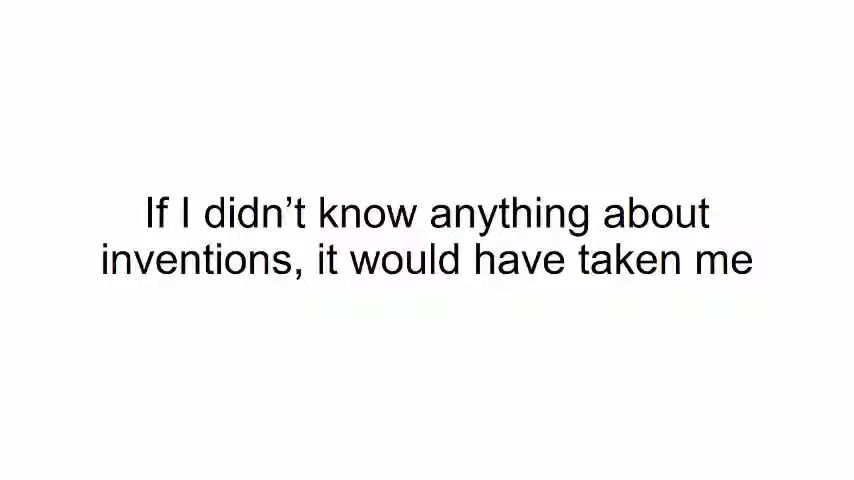 If I didn’t know anything about
inventions, it would have taken me